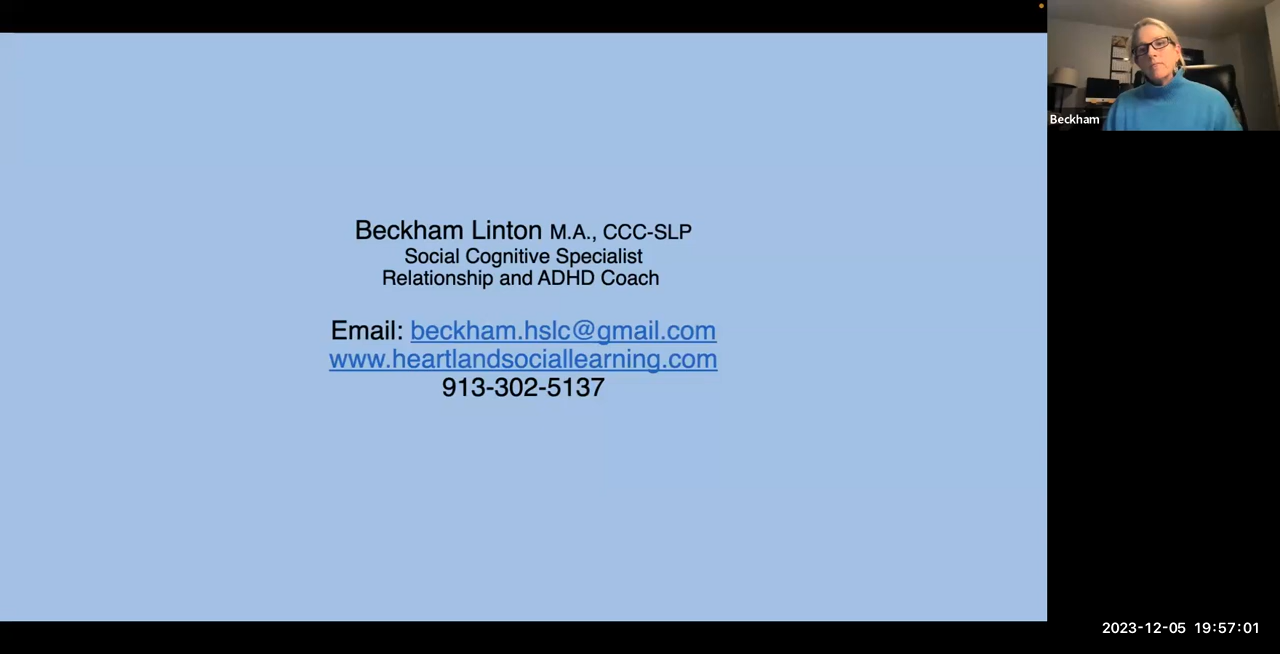 Beckham Linton M.A., CCC-SLP
Social Cognitive Specialist
Relationship and ADHD Coach
Email: beckham.hslc@gmail.com
www.heartlandsociallearning.com
913-302-5137
Beckham
2023-12-05 19:57:01